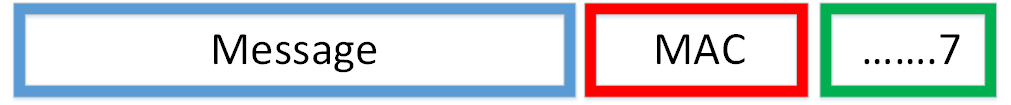 Message MAC .......7